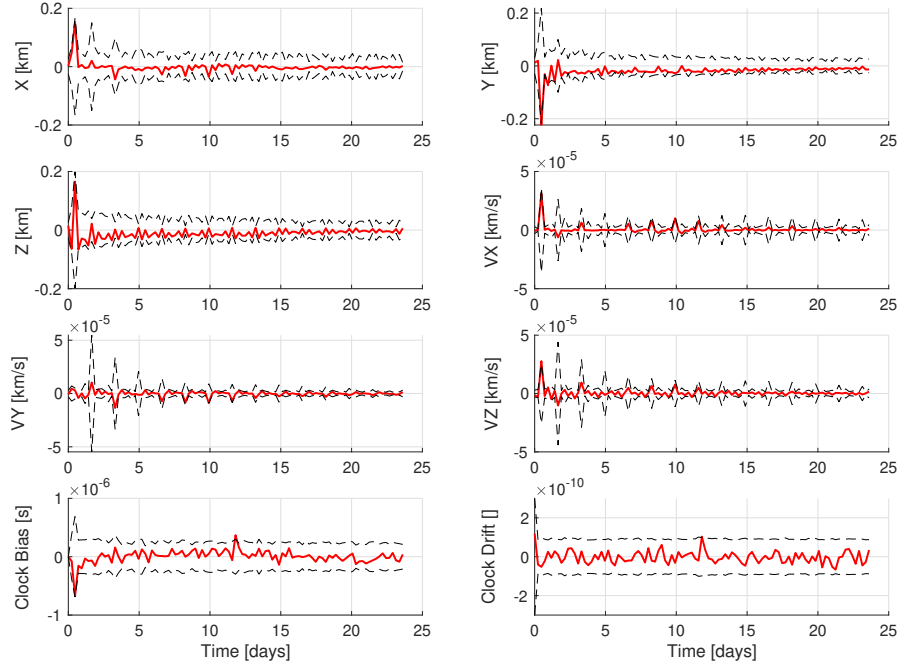 0.2
0
-0.2
X [km]
0 5 10 15 20 25
0.2
0
-0.2
Y [km]
0 5 10 15 20 25
0.2
0
-0.2
Z [km]
0 5 10 15 20 25
×10^-5
5
0
-5
VX [km/s]
0 5 10 15 20 25
×10^-5
5
0
-5
VY [km/s]
0 5 10 15 20 25
×10^-5
5
0
-5
VZ [km/s]
0 5 10 15 20 25
×10^-6
1
0
-1
Clock Bias [s]
0 5 10 15 20 25
Time [days]
×10^-10
2
0
-2
Clock Drift []
0 5 10 15 20 25
Time [days]